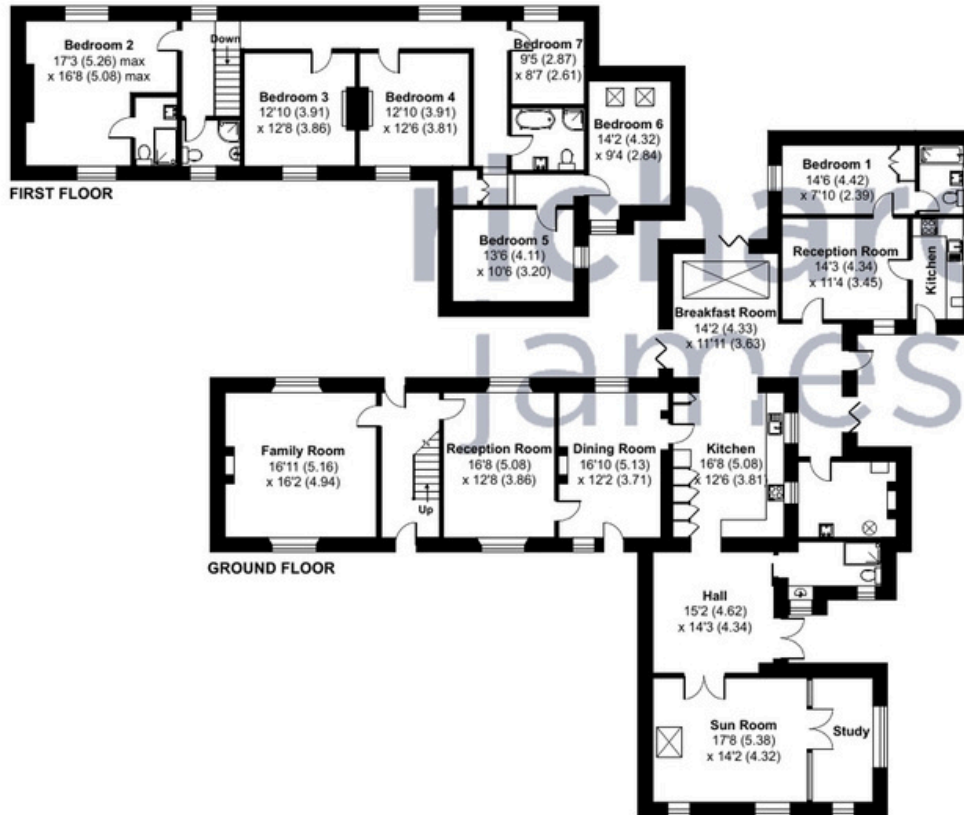 Bedroom 2
17'3 (5.26) max
x 16'8 (5.08) max
Down
Bedroom 3
12'10 (3.91)
x 12'8 (3.86)
Bedroom 4
12'10 (3.91)
x 12'6 (3.81)
Bedroom 7
9'5 (2.87)
x 8'7 (2.61)
Bedroom 6
14'2 (4.32)
x 9'4 (2.84)
FIRST FLOOR
Bedroom 5
13'6 (4.11)
x 10'6 (3.20)
Bedroom 1
14'6 (4.42)
x 7'10 (2.39)
Reception Room
14'3 (4.34)
x 11'4 (3.45)
Kitchen
richard
james
Breakfast Room
14'2 (4.33)
x 11'11 (3.63)
Family Room
16'11 (5.16)
x 16'2 (4.94)
Up
Reception Room
16'8 (5.08)
x 12'8 (3.86)
Dining Room
16'10 (5.13)
x 12'2 (3.71)
Kitchen
16'8 (5.08)
x 12'6 (3.81)
GROUND FLOOR
Hall
15'2 (4.62)
x 14'3 (4.34)
Sun Room
17'8 (5.38)
x 14'2 (4.32)
Study